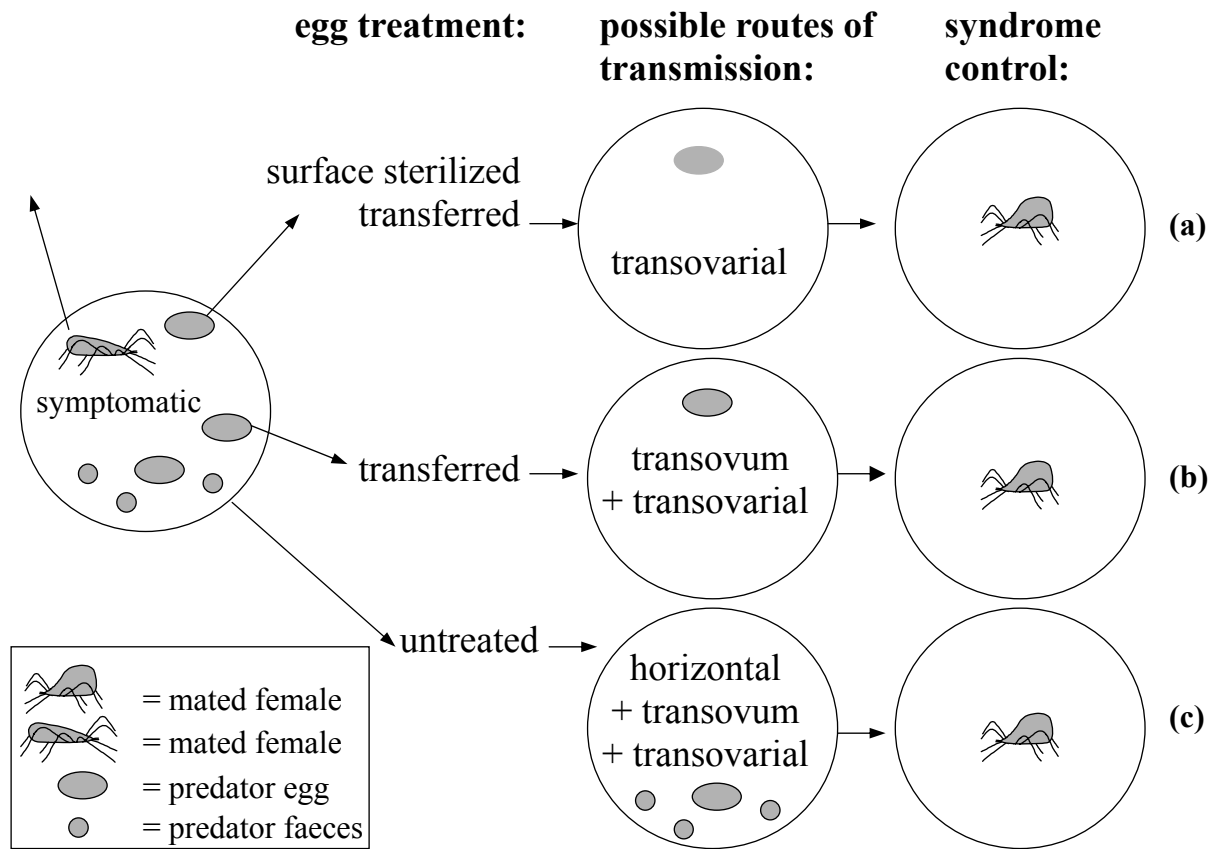 egg treatment:
possible routes of
transmission:
syndrome
control:
surface sterilized
transferred
transovarial
(a)
symptomatic
transferred
transovum
+ transovarial
(b)
untreated
horizontal
+ transovum
+ transovarial
(c)
= mated female
= mated female
= predator egg
= predator faeces